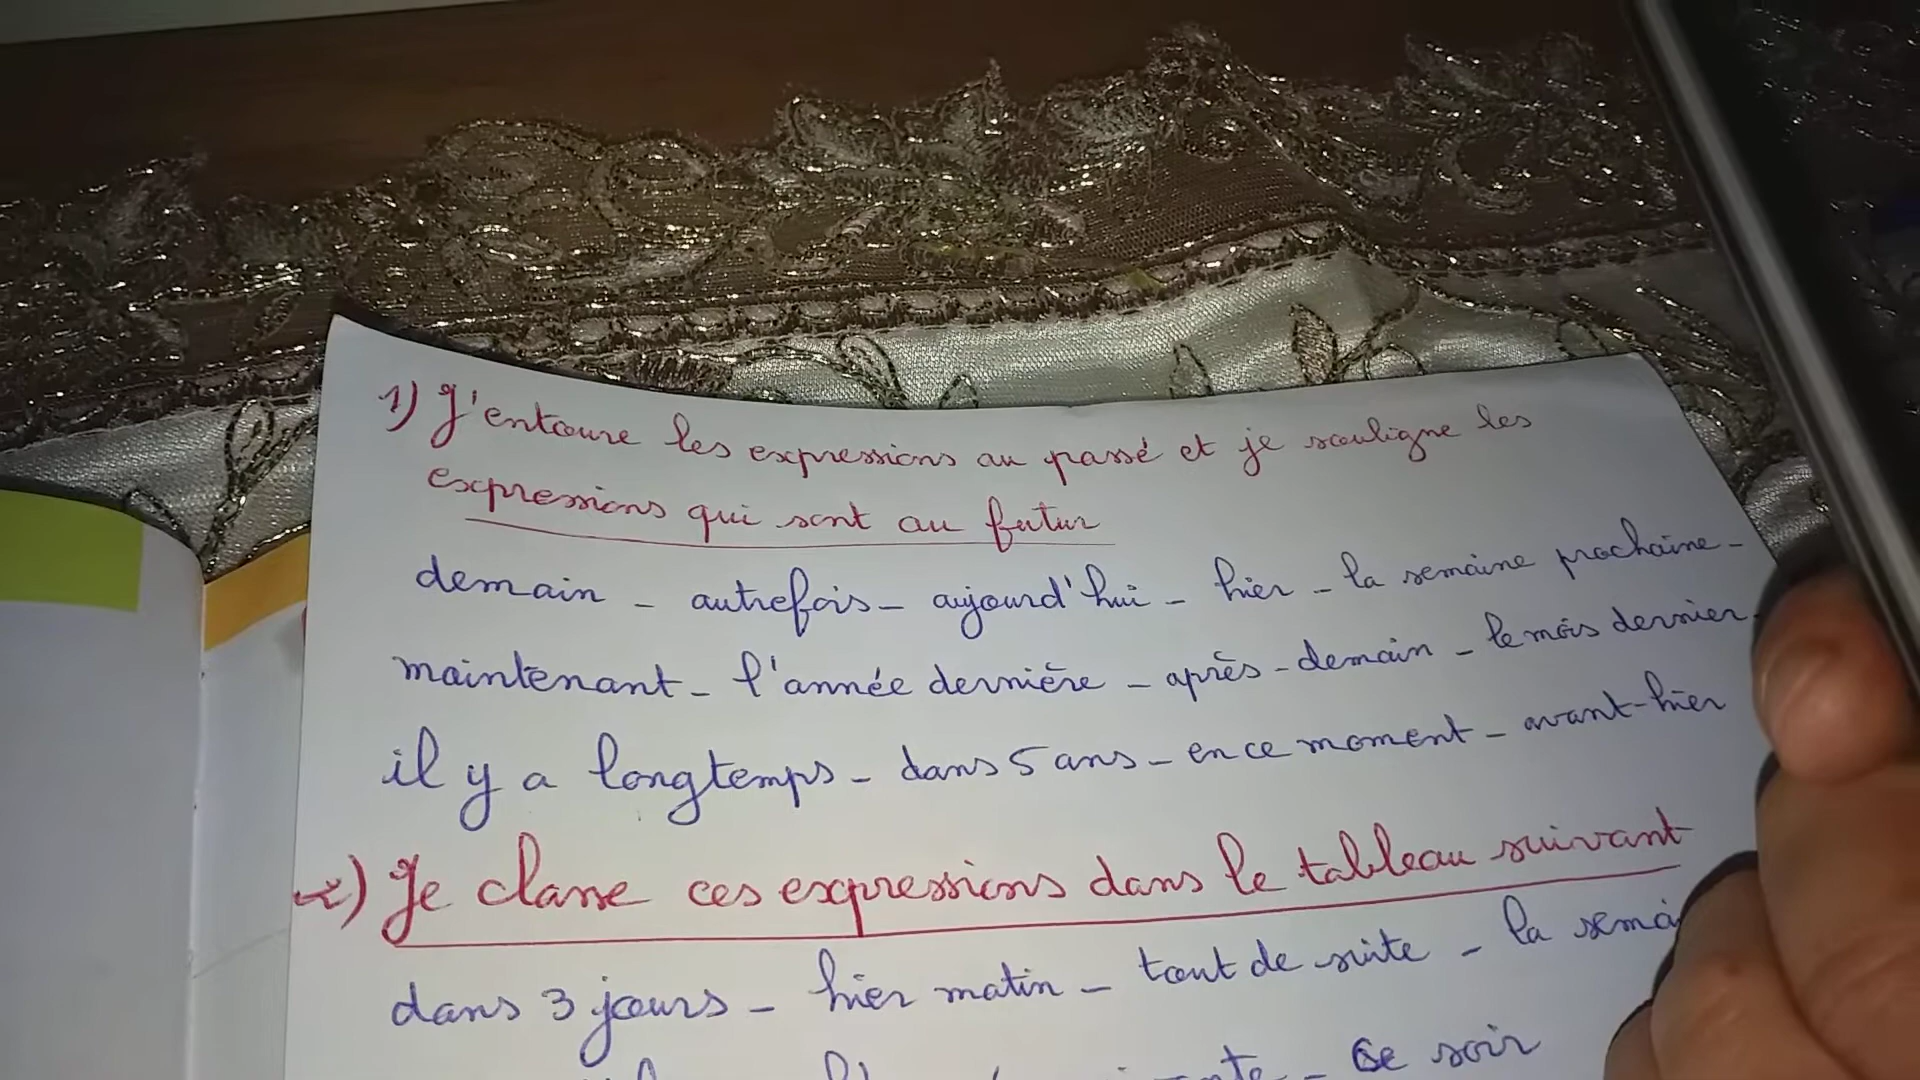 1) J'entoure les expressions au passé et je souligne les
expressions qui sont au futur
demain - autrefois - aujourd'hui - hier - la semaine prochaine -
maintenant - l'année dernière - après-demain - le mois dernier
il y a longtemps - dans 5 ans - en ce moment - avant-hier
2) Je classe ces expressions dans le tableau suivant
dans 3 jours - hier matin - tout de suite - la
- ce soir